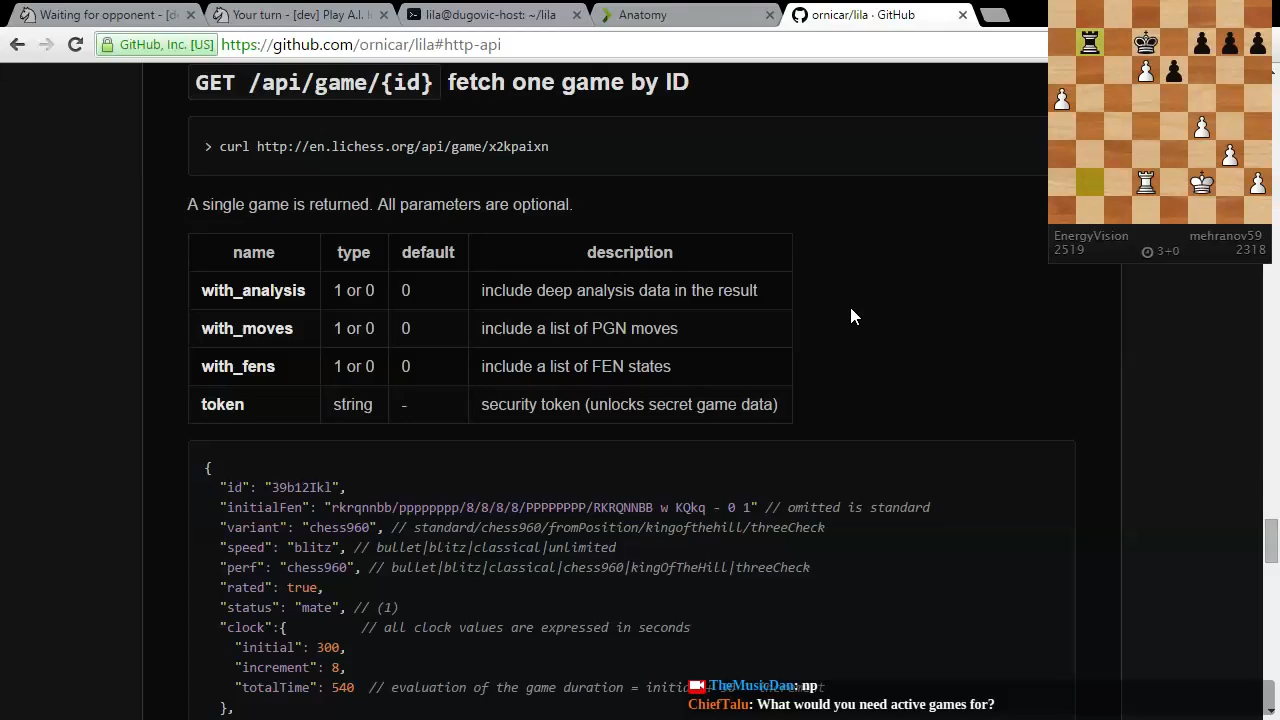 Waiting for opponent - [de
Your turn - [dev] Play A.I. l
lila@dugovic-host: ~/lila
Anatomy
ornicar/lila · GitHub
GitHub, Inc. [US]
https://github.com/ornicar/lila#http-api
GET /api/game/{id} fetch one game by ID
> curl http://en.lichess.org/api/game/x2kpaixn
A single game is returned. All parameters are optional.
name type default description
with_analysis 1 or 0 0 include deep analysis data in the result
with_moves 1 or 0 0 include a list of PGN moves
with_fens 1 or 0 0 include a list of FEN states
token string - security token (unlocks secret game data)
EnergyVision mehranov59
2519 3+0 2318
{
"id": "39b12Ikl",
"initialFen": "rkrqnnbb/pppppppp/8/8/8/8/PPPPPPPP/RKRQNNBB w KQkq - 0 1" // omitted is standard
"variant": "chess960", // standard/chess960/fromPosition/kingofthehill/threeCheck
"speed": "blitz", // bullet|blitz|classical|unlimited
"perf": "chess960", // bullet|blitz|classical|chess960|kingOfTheHill|threeCheck
"rated": true,
"status": "mate", // (1)
"clock":{ // all clock values are expressed in seconds
"initial": 300,
"increment": 8,
"totalTime": 540 // evaluation of the game duration =
},
TheMusicDan: np
ChiefTalu: What would you need active games for?